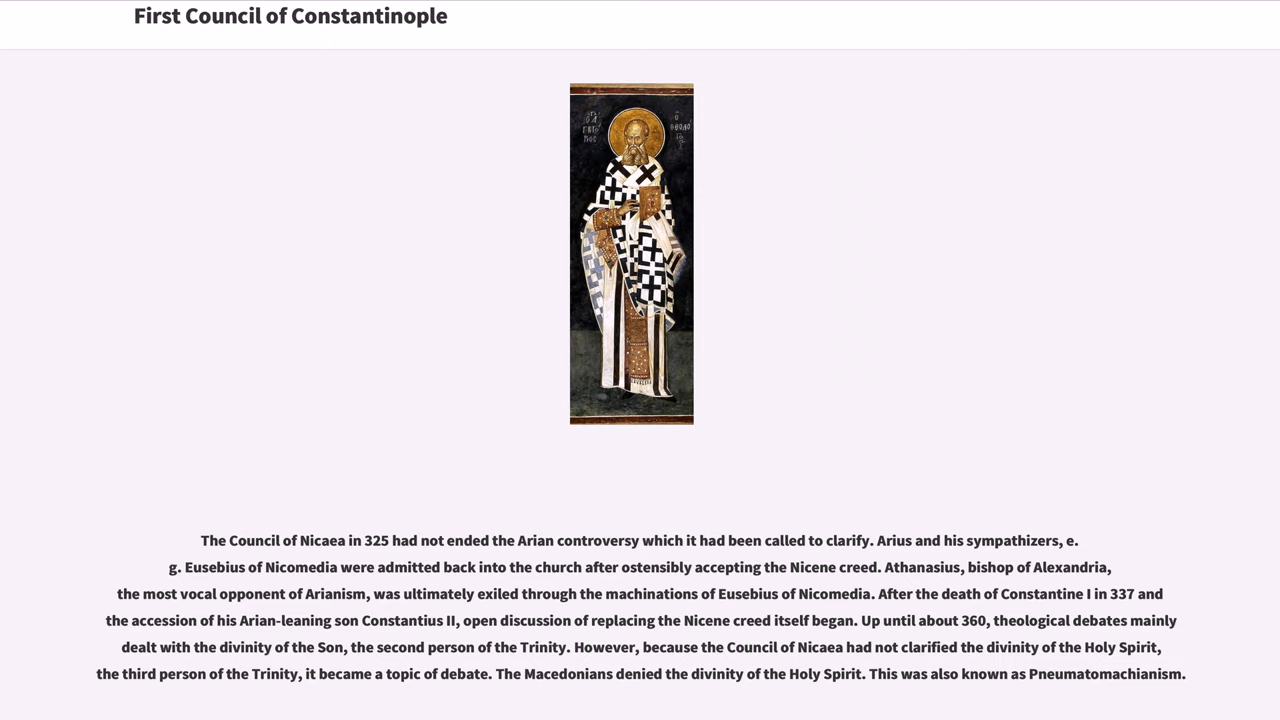 First Council of Constantinople
The Council of Nicaea in 325 had not ended the Arian controversy which it had been called to clarify. Arius and his sympathizers, e.
g. Eusebius of Nicomedia were admitted back into the church after ostensibly accepting the Nicene creed. Athanasius, bishop of Alexandria,
the most vocal opponent of Arianism, was ultimately exiled through the machinations of Eusebius of Nicomedia. After the death of Constantine I in 337 and
the accession of his Arian-leaning son Constantius II, open discussion of replacing the Nicene creed itself began. Up until about 360, theological debates mainly
dealt with the divinity of the Son, the second person of the Trinity. However, because the Council of Nicaea had not clarified the divinity of the Holy Spirit,
the third person of the Trinity, it became a topic of debate. The Macedonians denied the divinity of the Holy Spirit. This was also known as Pneumatomachianism.